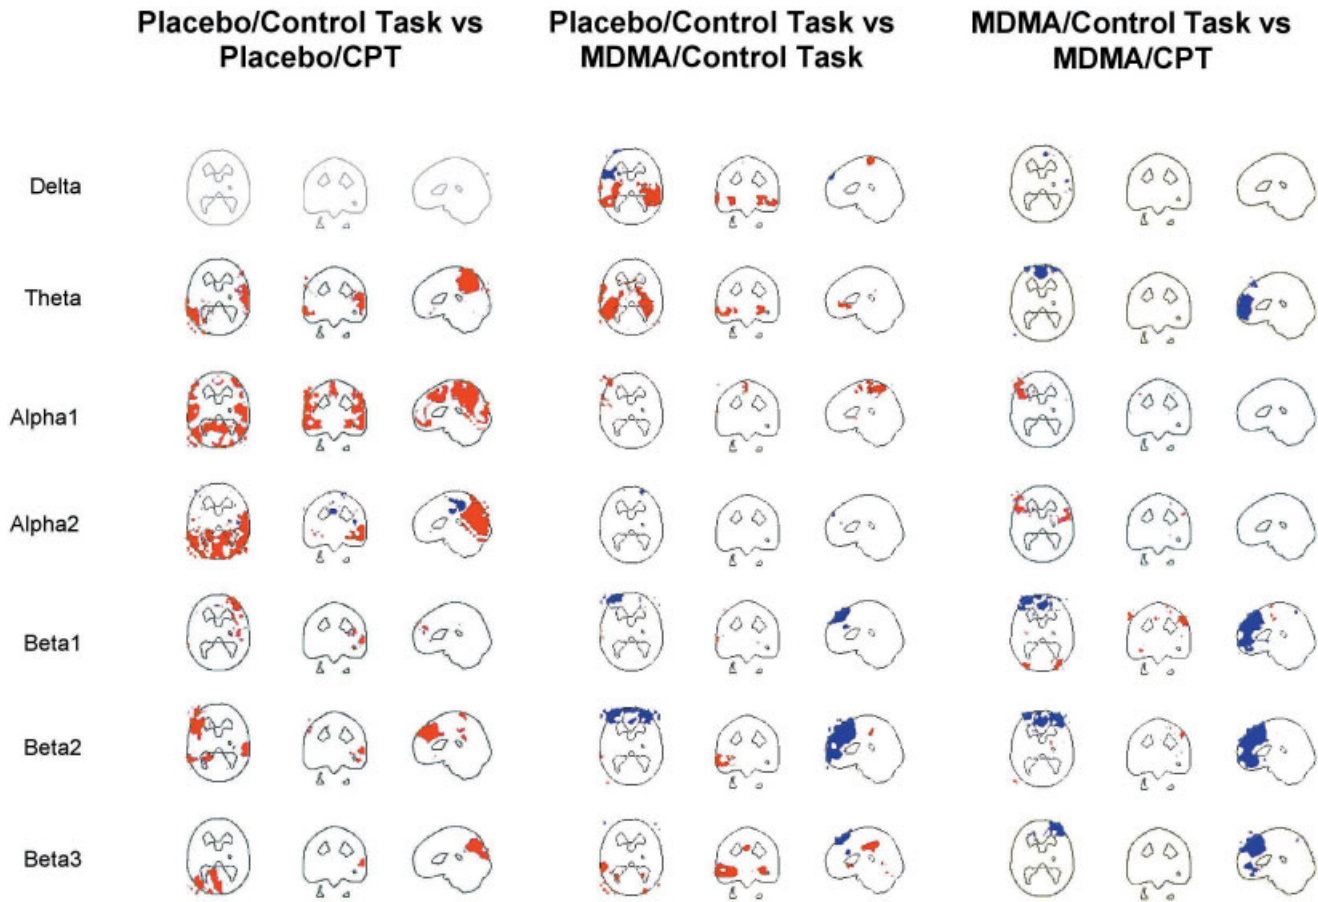 Placebo/Control Task vs
Placebo/CPT
Placebo/Control Task vs
MDMA/Control Task
MDMA/Control Task vs
MDMA/CPT
Delta
Theta
Alpha1
Alpha2
Beta1
Beta2
Beta3